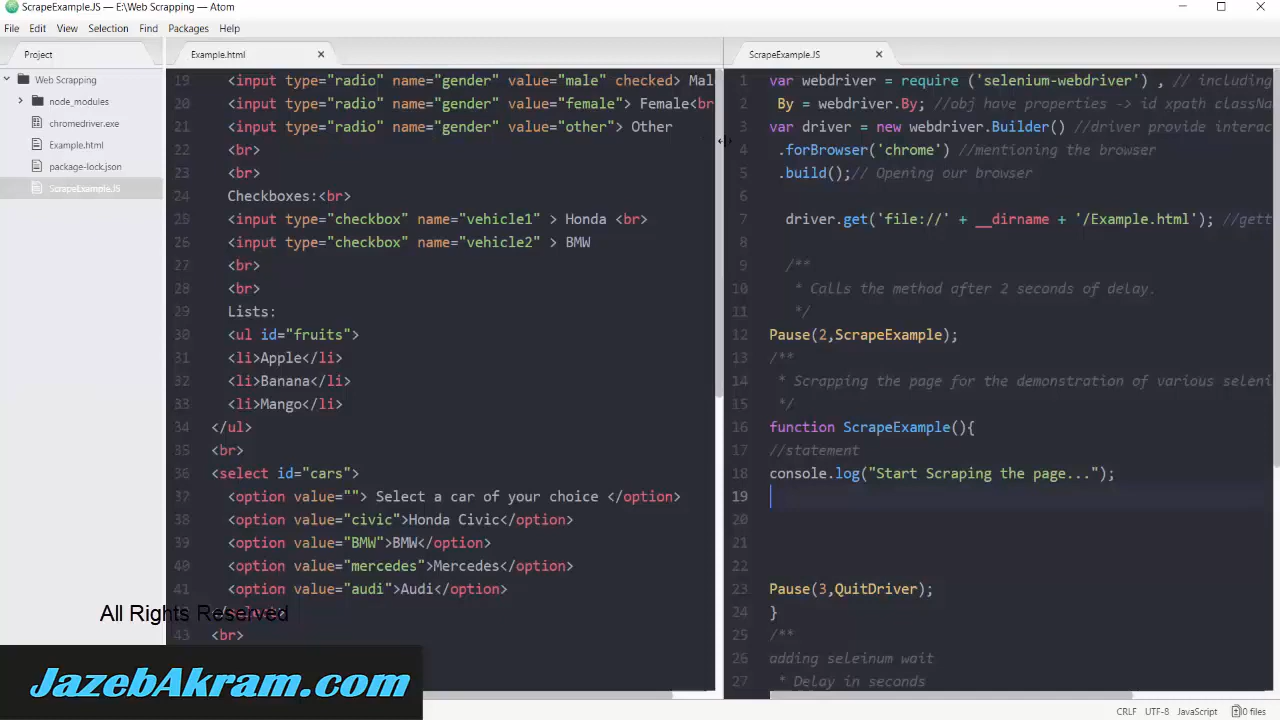 ScrapeExample.JS — E:\Web Scrapping — Atom
File Edit View Selection Find Packages Help
Project
Web Scrapping
node_modules
chromedriver.exe
Example.html
package-lock.json
ScrapeExample.JS
Example.html
19 <input type="radio" name="gender" value="male" checked> Mal
20 <input type="radio" name="gender" value="female"> Female<br
21 <input type="radio" name="gender" value="other"> Other
22 <br>
23 <br>
24 Checkboxes:<br>
25 <input type="checkbox" name="vehicle1" > Honda <br>
26 <input type="checkbox" name="vehicle2" > BMW
27 <br>
28 <br>
29 Lists:
30 <ul id="fruits">
31 <li>Apple</li>
32 <li>Banana</li>
33 <li>Mango</li>
34 </ul>
35 <br>
36 <select id="cars">
37 <option value=""> Select a car of your choice </option>
38 <option value="civic">Honda Civic</option>
39 <option value="BMW">BMW</option>
40 <option value="mercedes">Mercedes</option>
41 <option value="audi">Audi</option>
</select>
43 <br>
ScrapeExample.JS
1 var webdriver = require ('selenium-webdriver') , // including
2 By = webdriver.By; //obj have properties -> id xpath classNa
3 var driver = new webdriver.Builder() //driver provide interac
4 .forBrowser('chrome') //mentioning the browser
5 .build();// Opening our browser
6
7 driver.get('file://' + __dirname + '/Example.html'); //gett
8
9 /**
10 * Calls the method after 2 seconds of delay.
11 */
12 Pause(2,ScrapeExample);
13 /**
14 * Scrapping the page for the demonstration of various seleni
15 */
16 function ScrapeExample(){
17 //statement
18 console.log("Start Scraping the page...");
19
20
21
22
23 Pause(3,QuitDriver);
24 }
25 /**
26 adding seleinum wait
27 * Delay in seconds
All Rights Reserved
JazebAkram.com
CRLF UTF-8 JavaScript 0 files